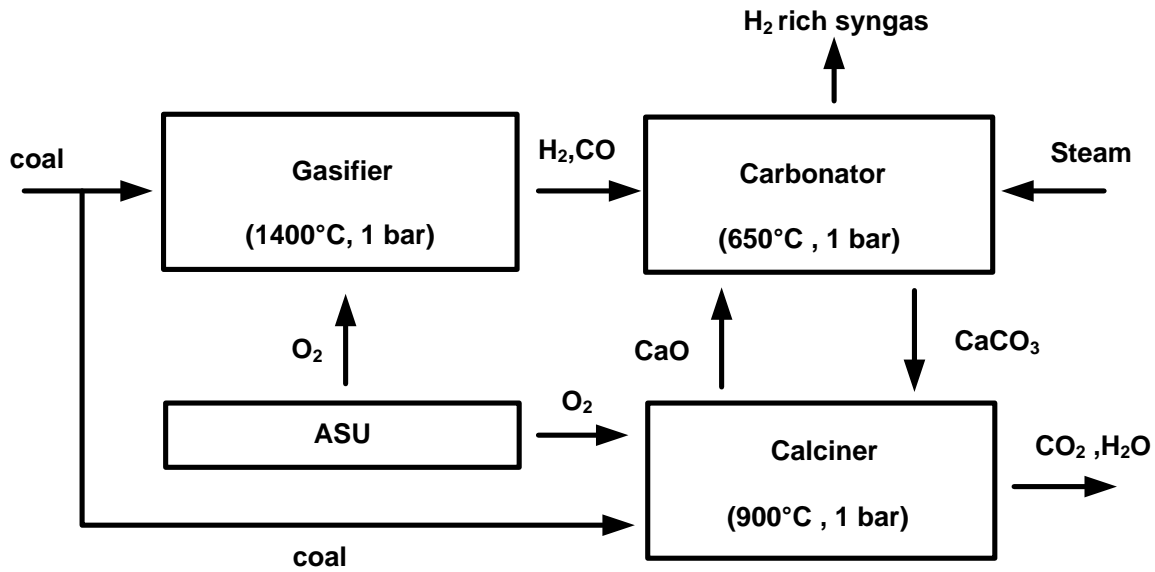 H₂ rich syngas
coal
Gasifier
(1400°C, 1 bar)
H₂,CO
Carbonator
(650°C , 1 bar)
Steam
O₂
CaO
CaCO₃
ASU
O₂
Calciner
(900°C , 1 bar)
CO₂ ,H₂O
coal